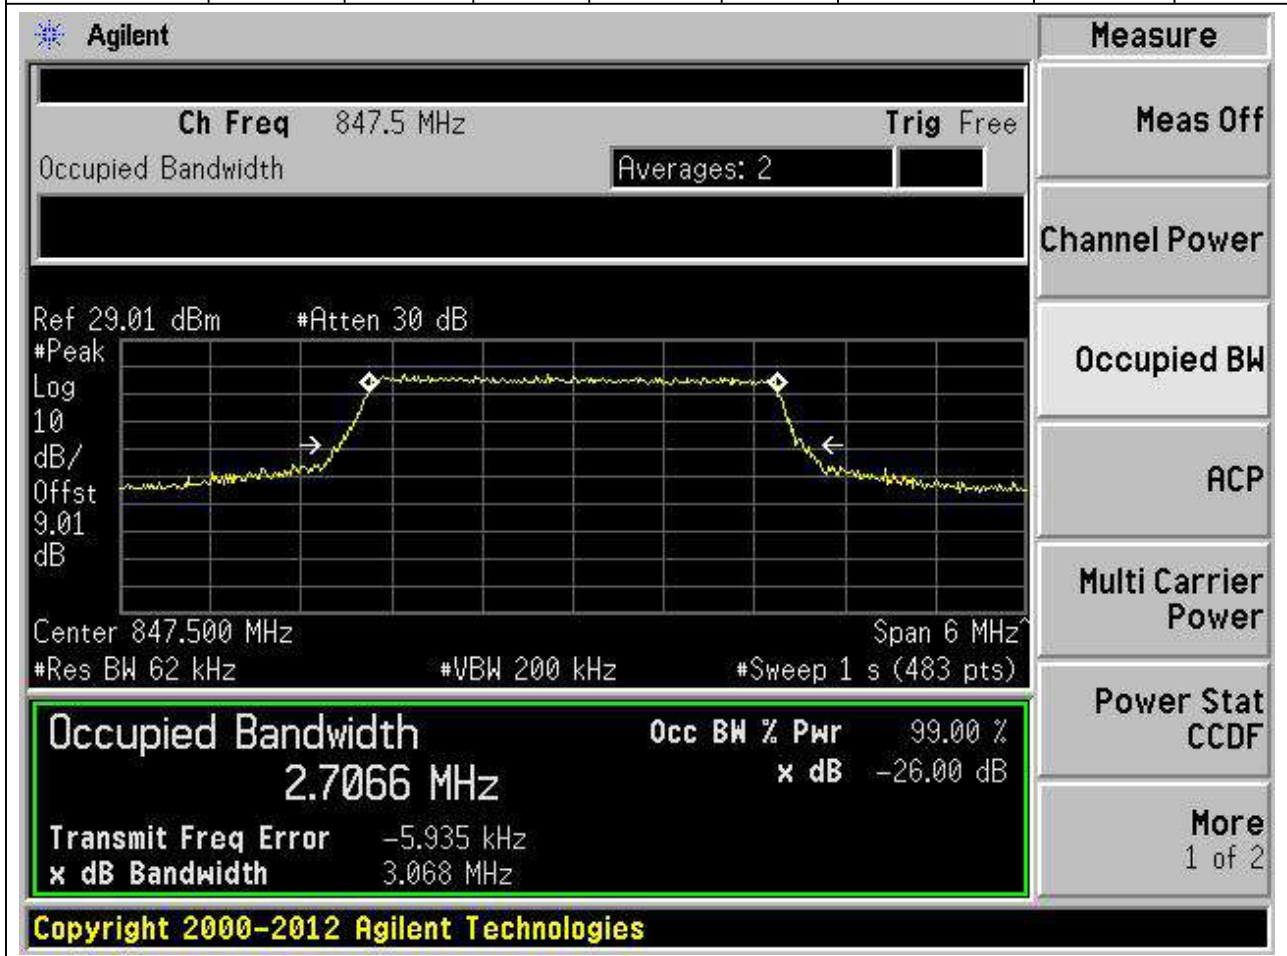 Agilent
Measure
Ch Freq 847.5 MHz Trig Free
Occupied Bandwidth Averages: 2
Meas Off
Channel Power
Occupied BW
ACP
Multi Carrier
Power
Power Stat
CCDF
More
1 of 2
Ref 29.01 dBm #Atten 30 dB
#Peak
Log
10
dB/
Offst
9.01
dB
Center 847.500 MHz Span 6 MHz^
#Res BW 62 kHz #VBW 200 kHz #Sweep 1 s (483 pts)
Occupied Bandwidth Occ BW % Pwr 99.00 %
2.7066 MHz x dB -26.00 dB
Transmit Freq Error -5.935 kHz
x dB Bandwidth 3.068 MHz
Copyright 2000-2012 Agilent Technologies